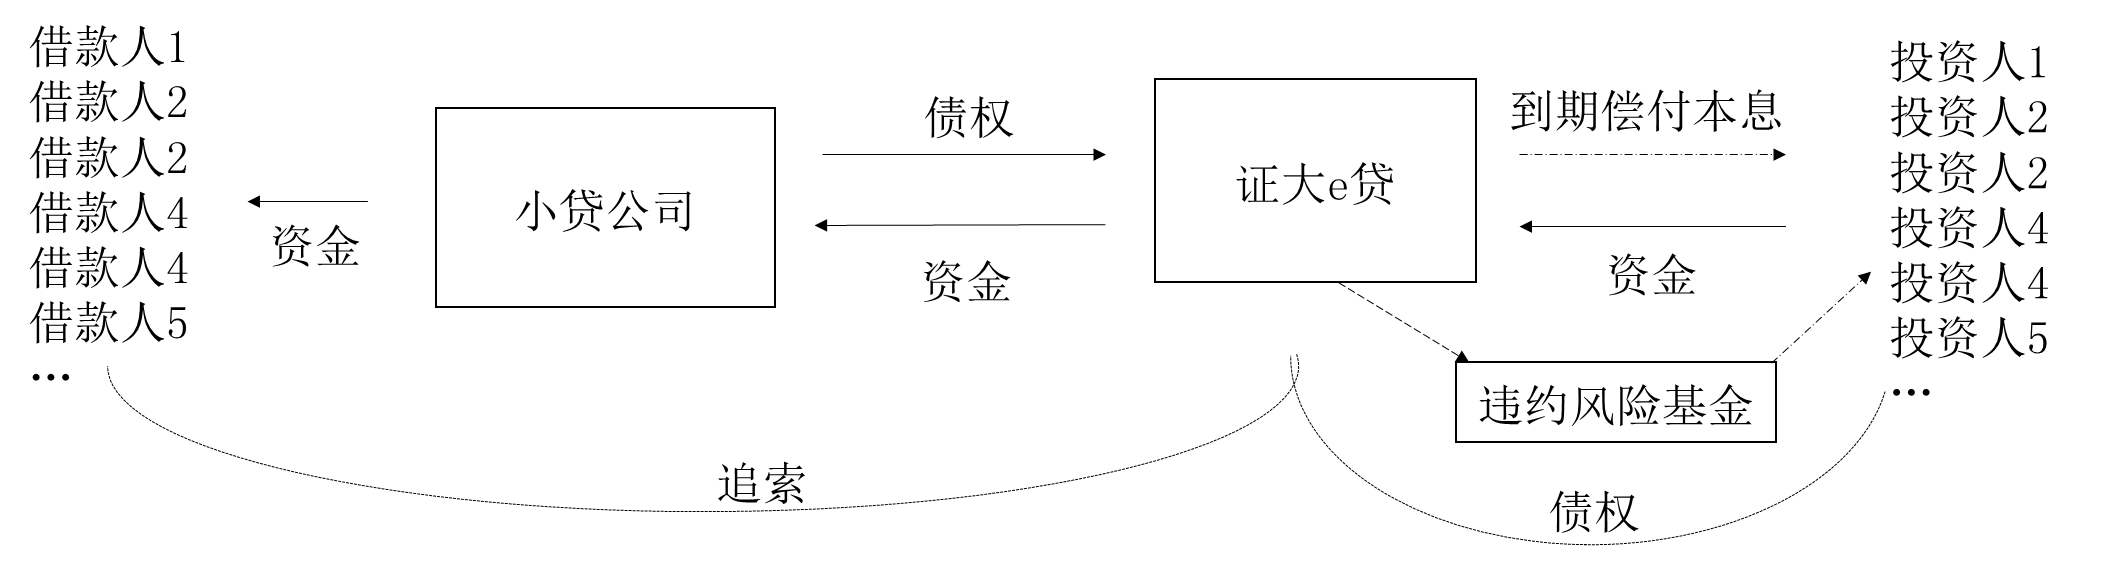 借款人1
借款人2
借款人2
借款人4
借款人4
借款人5
…
资金
小贷公司
债权
资金
证大e贷
到期偿付本息
资金
违约风险基金
投资人1
投资人2
投资人2
投资人4
投资人4
投资人5
…
追索
债权